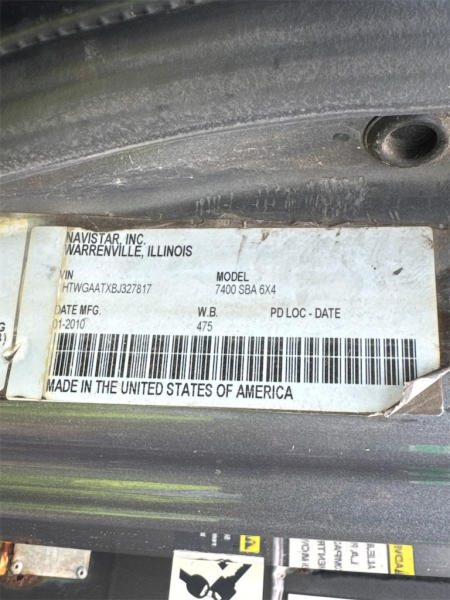 NAVISTAR, INC.
WARRENVILLE, ILLINOIS
VIN MODEL
HTWGAATXBJ327817 7400 SBA 6X4
DATE MFG. W.B. PD LOC - DATE
01-2010 475
MADE IN THE UNITED STATES OF AMERICA